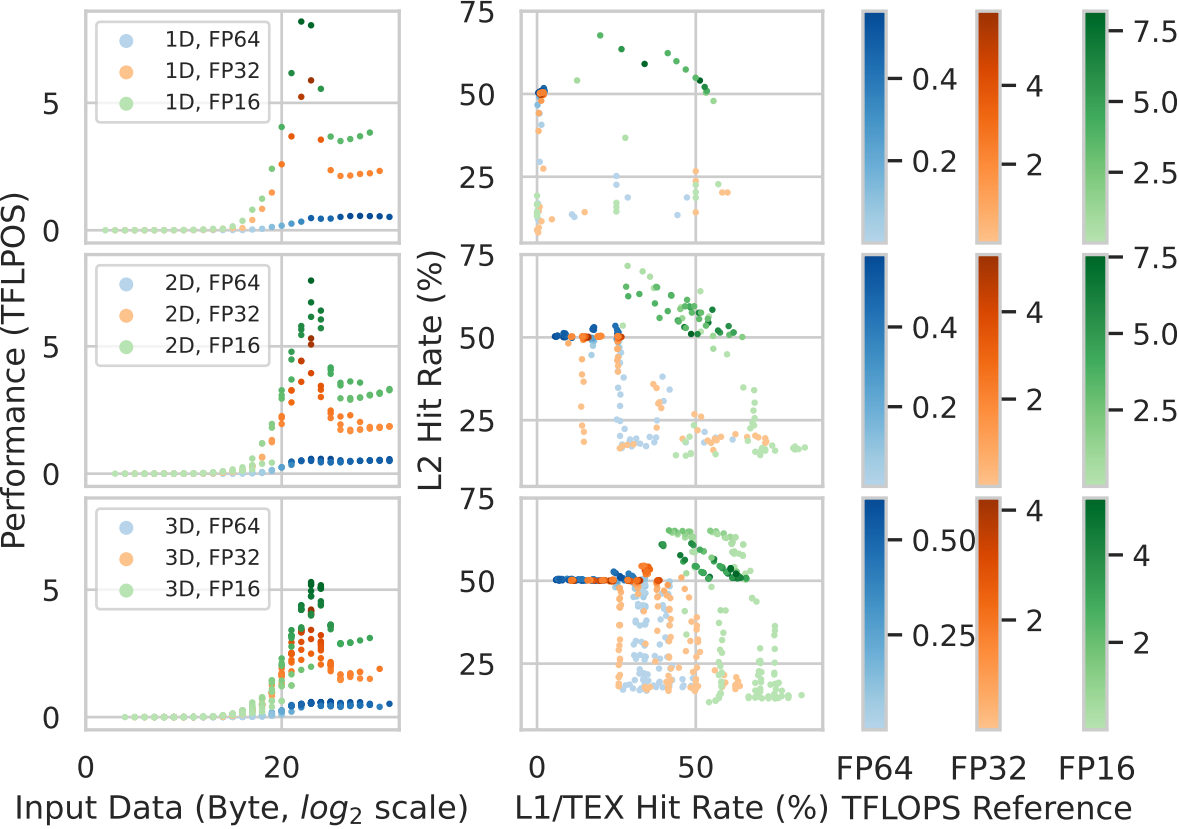 Performance (TFLPOS)
5
0
1D, FP64
1D, FP32
1D, FP16
5
0
2D, FP64
2D, FP32
2D, FP16
5
0
3D, FP64
3D, FP32
3D, FP16
0 20
Input Data (Byte, log2 scale)
L2 Hit Rate (%)
75
50
25
75
50
25
75
50
25
0 50
L1/TEX Hit Rate (%)
0.4
0.2
4
2
7.5
5.0
2.5
0.4
0.2
4
2
7.5
5.0
2.5
0.50
0.25
4
2
4
2
FP64 FP32 FP16
TFLOPS Reference